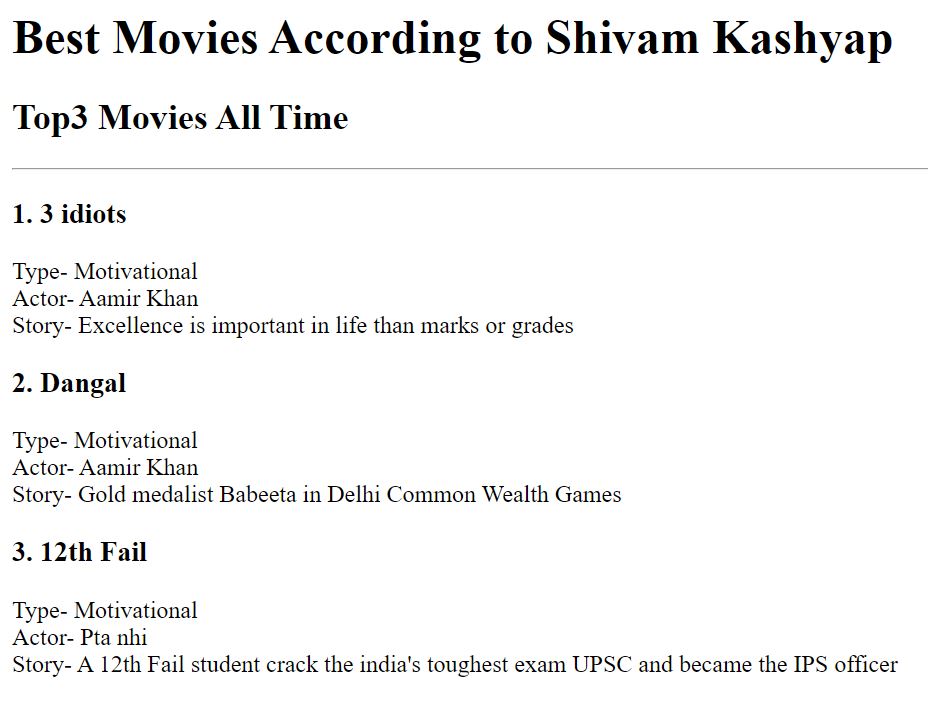 Best Movies According to Shivam Kashyap
Top3 Movies All Time
1. 3 idiots
Type- Motivational
Actor- Aamir Khan
Story- Excellence is important in life than marks or grades
2. Dangal
Type- Motivational
Actor- Aamir Khan
Story- Gold medalist Babeeta in Delhi Common Wealth Games
3. 12th Fail
Type- Motivational
Actor- Pta nhi
Story- A 12th Fail student crack the india's toughest exam UPSC and became the IPS officer